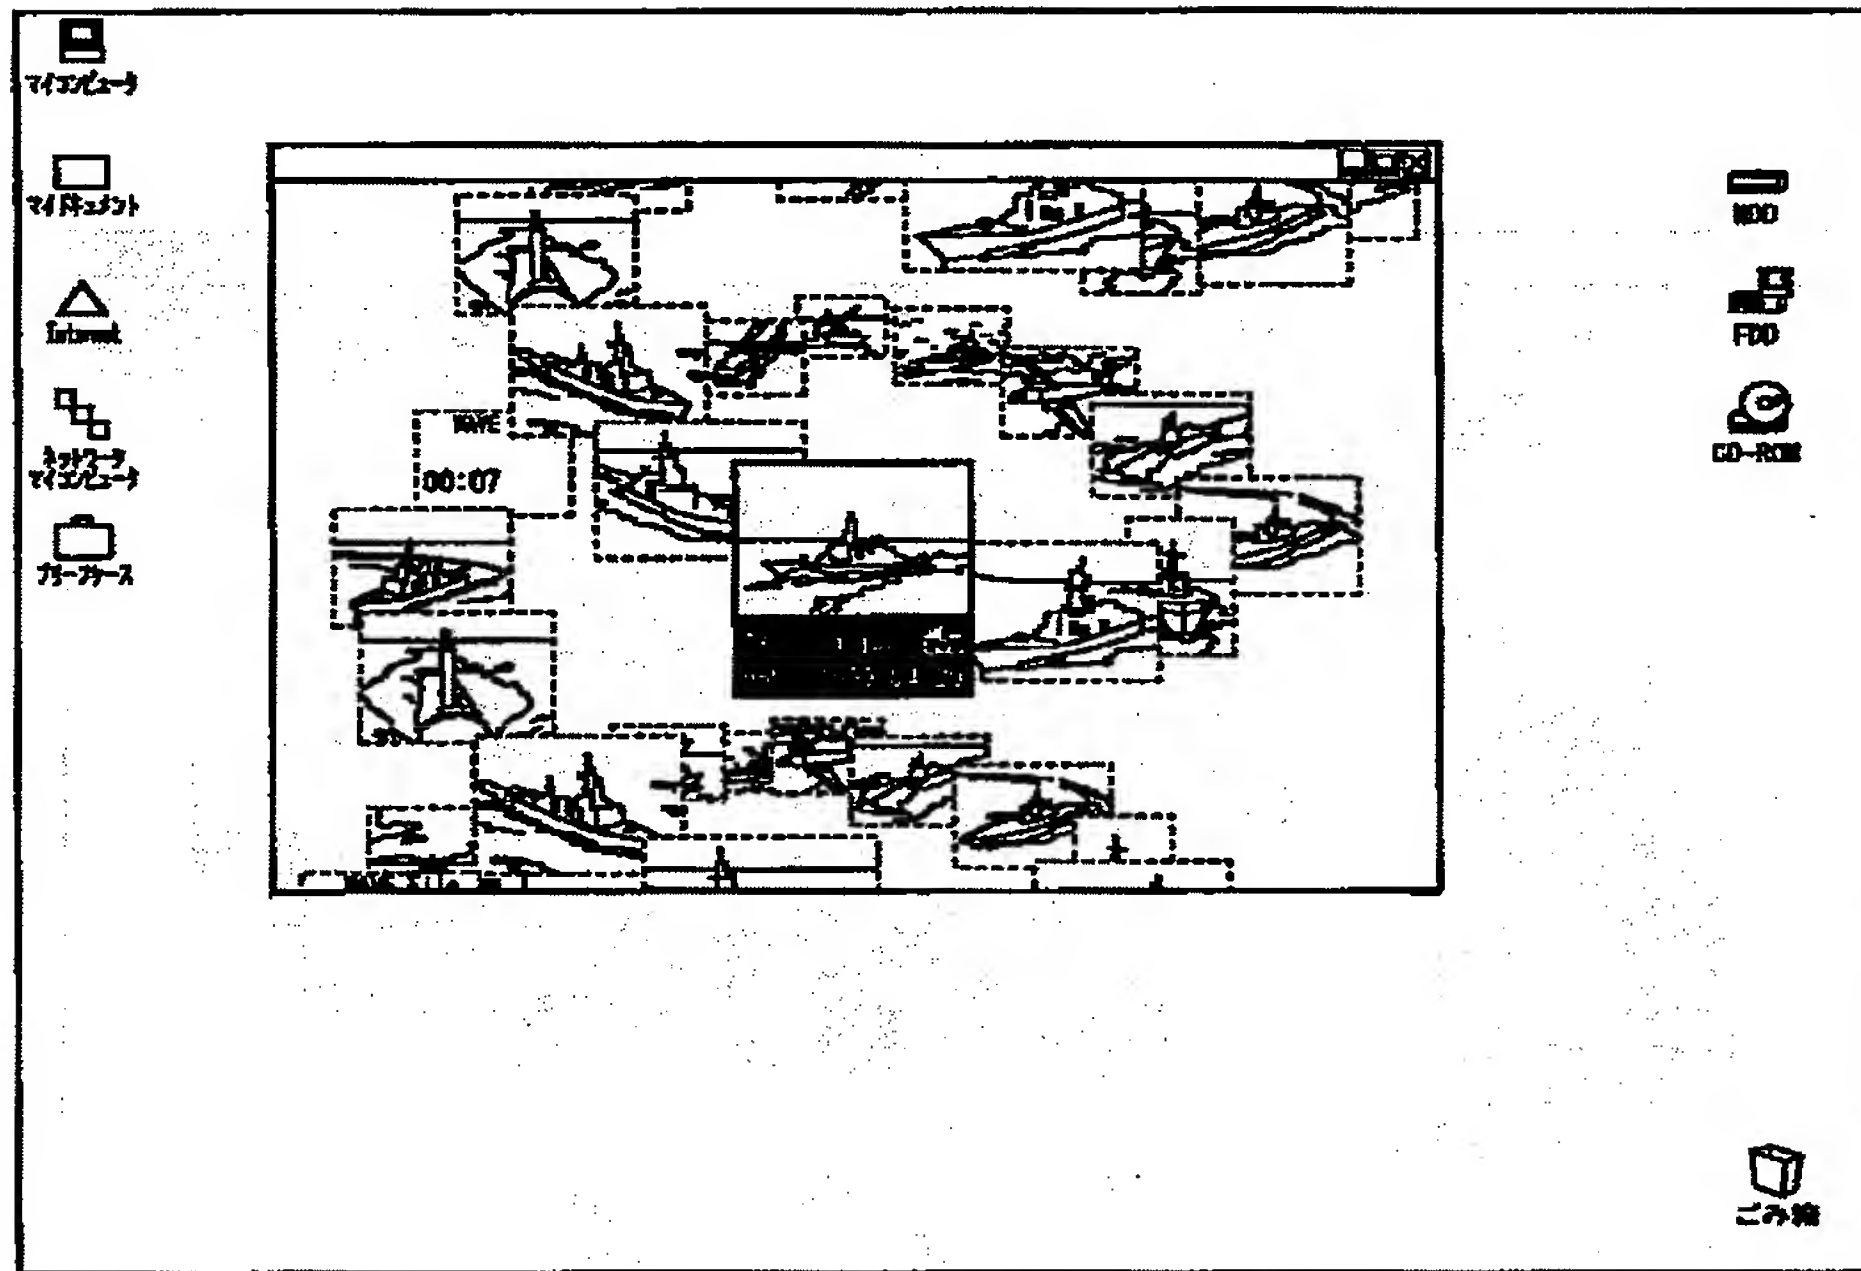 マイコンピュータ
マイドキュメント
Internet
ネットワーク
マイコンピュータ
ブリーフケース
WAVE
00:07
HDD
FDD
CD-ROM
ごみ箱